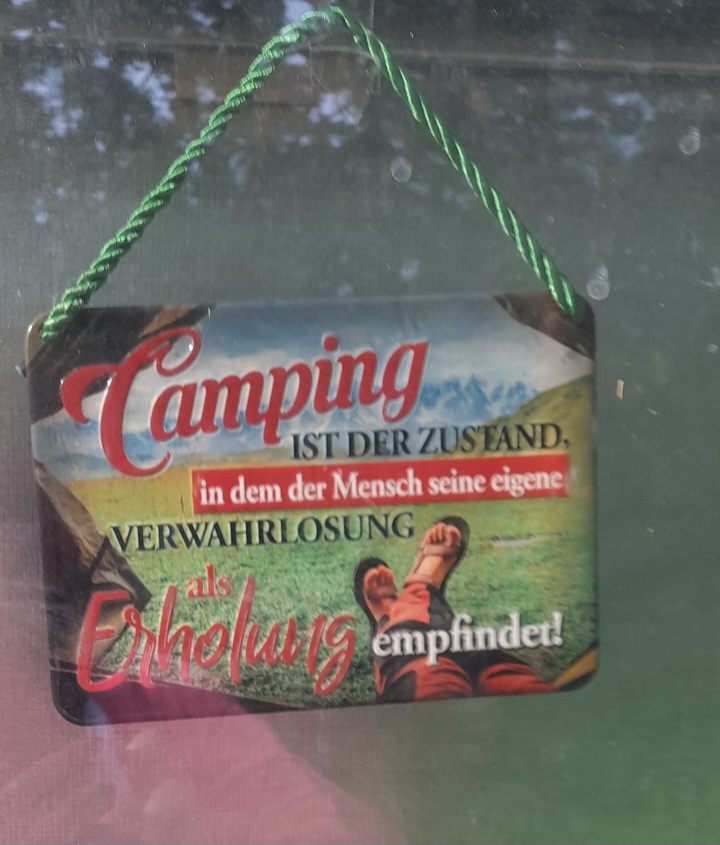 Camping
IST DER ZUSTAND,
in dem der Mensch seine eigene
VERWAHRLOSUNG
als
Erholung empfindet!